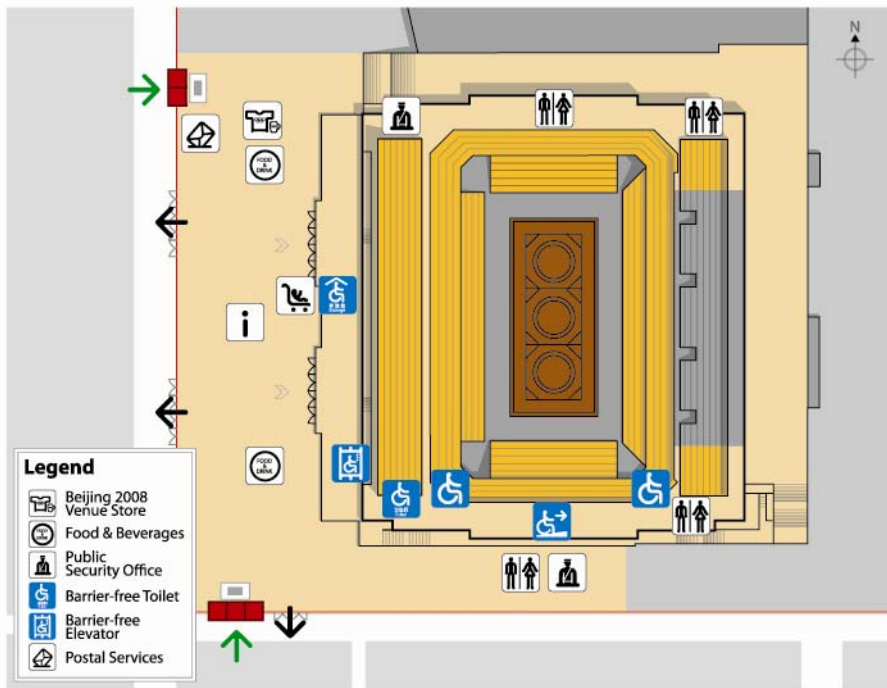 N
FOOD
&
DRINK
i
FOOD
&
DRINK
Legend
Beijing 2008
Venue Store
Food & Beverages
Public
Security Office
Barrier-free Toilet
Barrier-free
Elevator
Postal Services